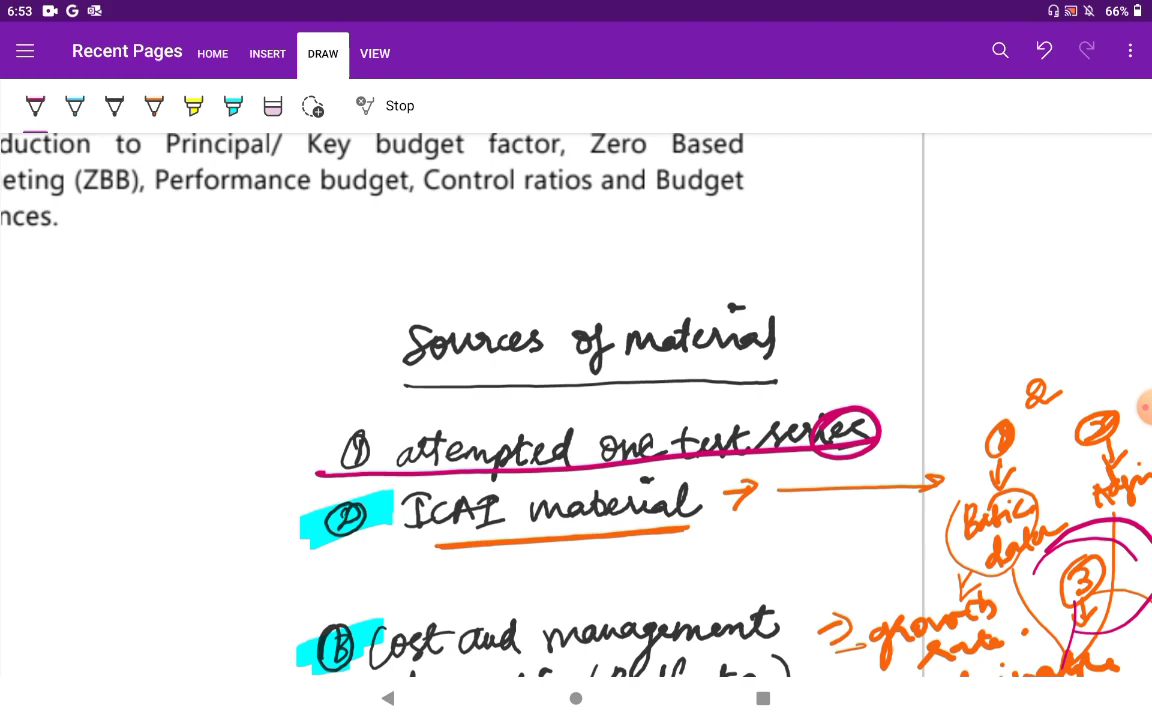 6:53 G 66%
Recent Pages HOME INSERT DRAW VIEW
Stop
duction to Principal/ Key budget factor, Zero Based
eting (ZBB), Performance budget, Control ratios and Budget
nces.
Sources of material
① attempted one test series
② ICAI material →
Cost and management
2
①
Basic
data
③
growth
rate